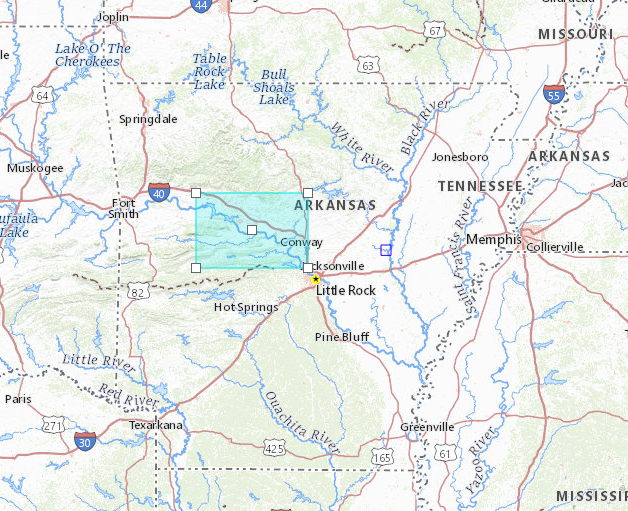 44
Joplin
67
MISSOURI
Lake O' The
Cherokees
Table
Rock
Lake
63
Bull
Shoals
Lake
64
55
Springdale
White River
Black River
Jonesboro
ARKANSAS
Muskogee
TENNESSEE
40
Fort
Smith
ARKANSAS
Lake
Conway
Saint Francis River
Memphis
Collierville
cksonville
82
Little Rock
Hot Springs
Pine Bluff
Little River
Red River
Paris
Ouachita River
271
Texarkana
Greenville
30
425
165
61
Yazoo River